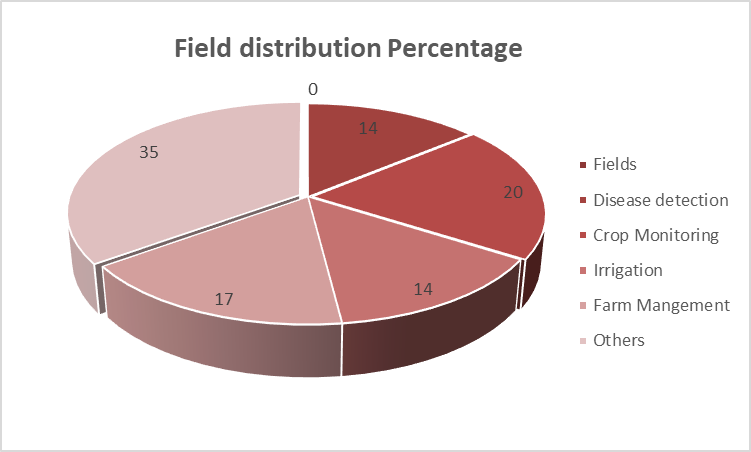 Field distribution Percentage
0
14
35
20
14
17
Fields
Disease detection
Crop Monitoring
Irrigation
Farm Mangement
Others